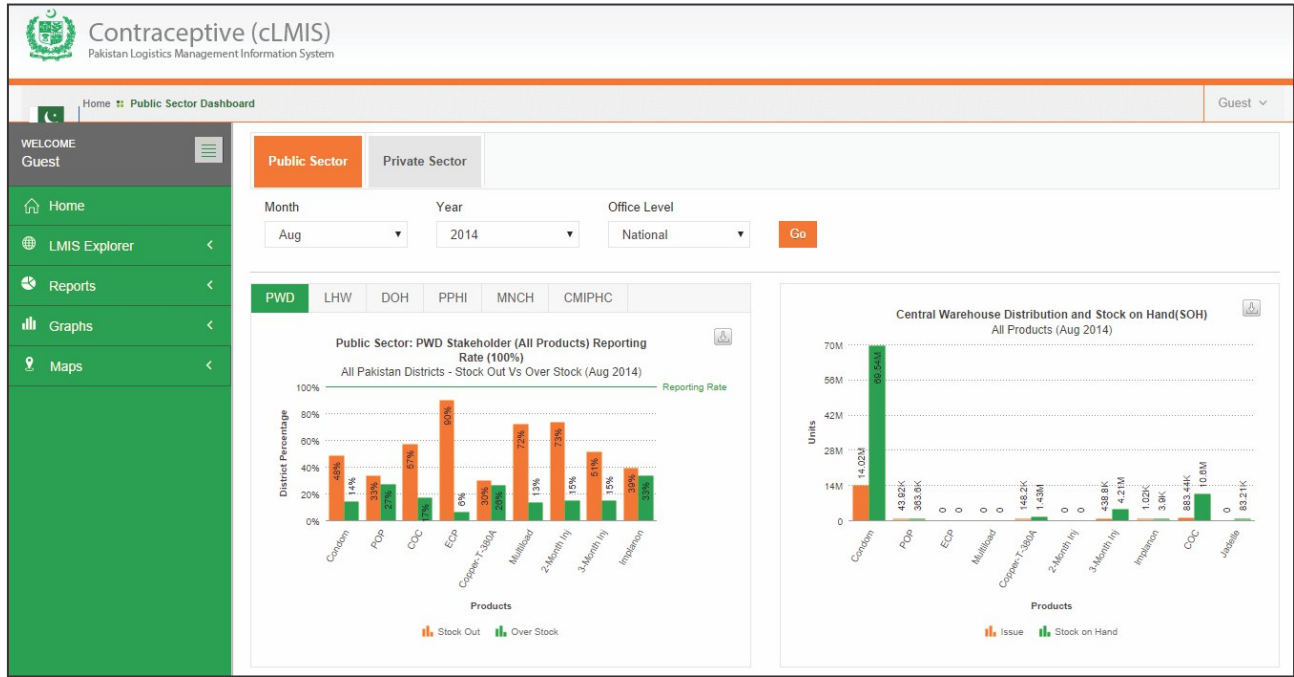 Contraceptive (cLMIS)
Pakistan Logistics Management Information System
Home Public Sector Dashboard
Guest
WELCOME
Guest
Home
LMIS Explorer
Reports
Graphs
Maps
Public Sector Private Sector
Month Year Office Level
Aug 2014 National Go
PWD LHW DOH PPHI MNCH CMIPHC
Public Sector: PWD Stakeholder (All Products) Reporting
Rate (100%)
All Pakistan Districts - Stock Out Vs Over Stock (Aug 2014)
Reporting Rate
District Percentage
100%
80%
60%
40%
20%
0%
48% 14% 33% 27% 57% 17% 90% 6% 30% 26% 72% 13% 73% 15% 51% 15% 39% 33%
Condom POP COC ECP Copper-T-380A Multiload 2-Month Inj 3-Month Inj Implanon
Products
Stock Out Over Stock
Central Warehouse Distribution and Stock on Hand(SOH)
All Products (Aug 2014)
Units
70M
56M
42M
28M
14M
0
14.02M 69.54M 43.92K 363.6K 0 0 0 0 148.2K 1.43M 0 0 438.8K 4.21M 1.02K 3.9K 883.44K 10.6M 0 83.21K
Condom POP ECP Multiload Copper-T-380A 2-Month Inj 3-Month Inj Implanon COC Jadelle
Products
Issue Stock on Hand